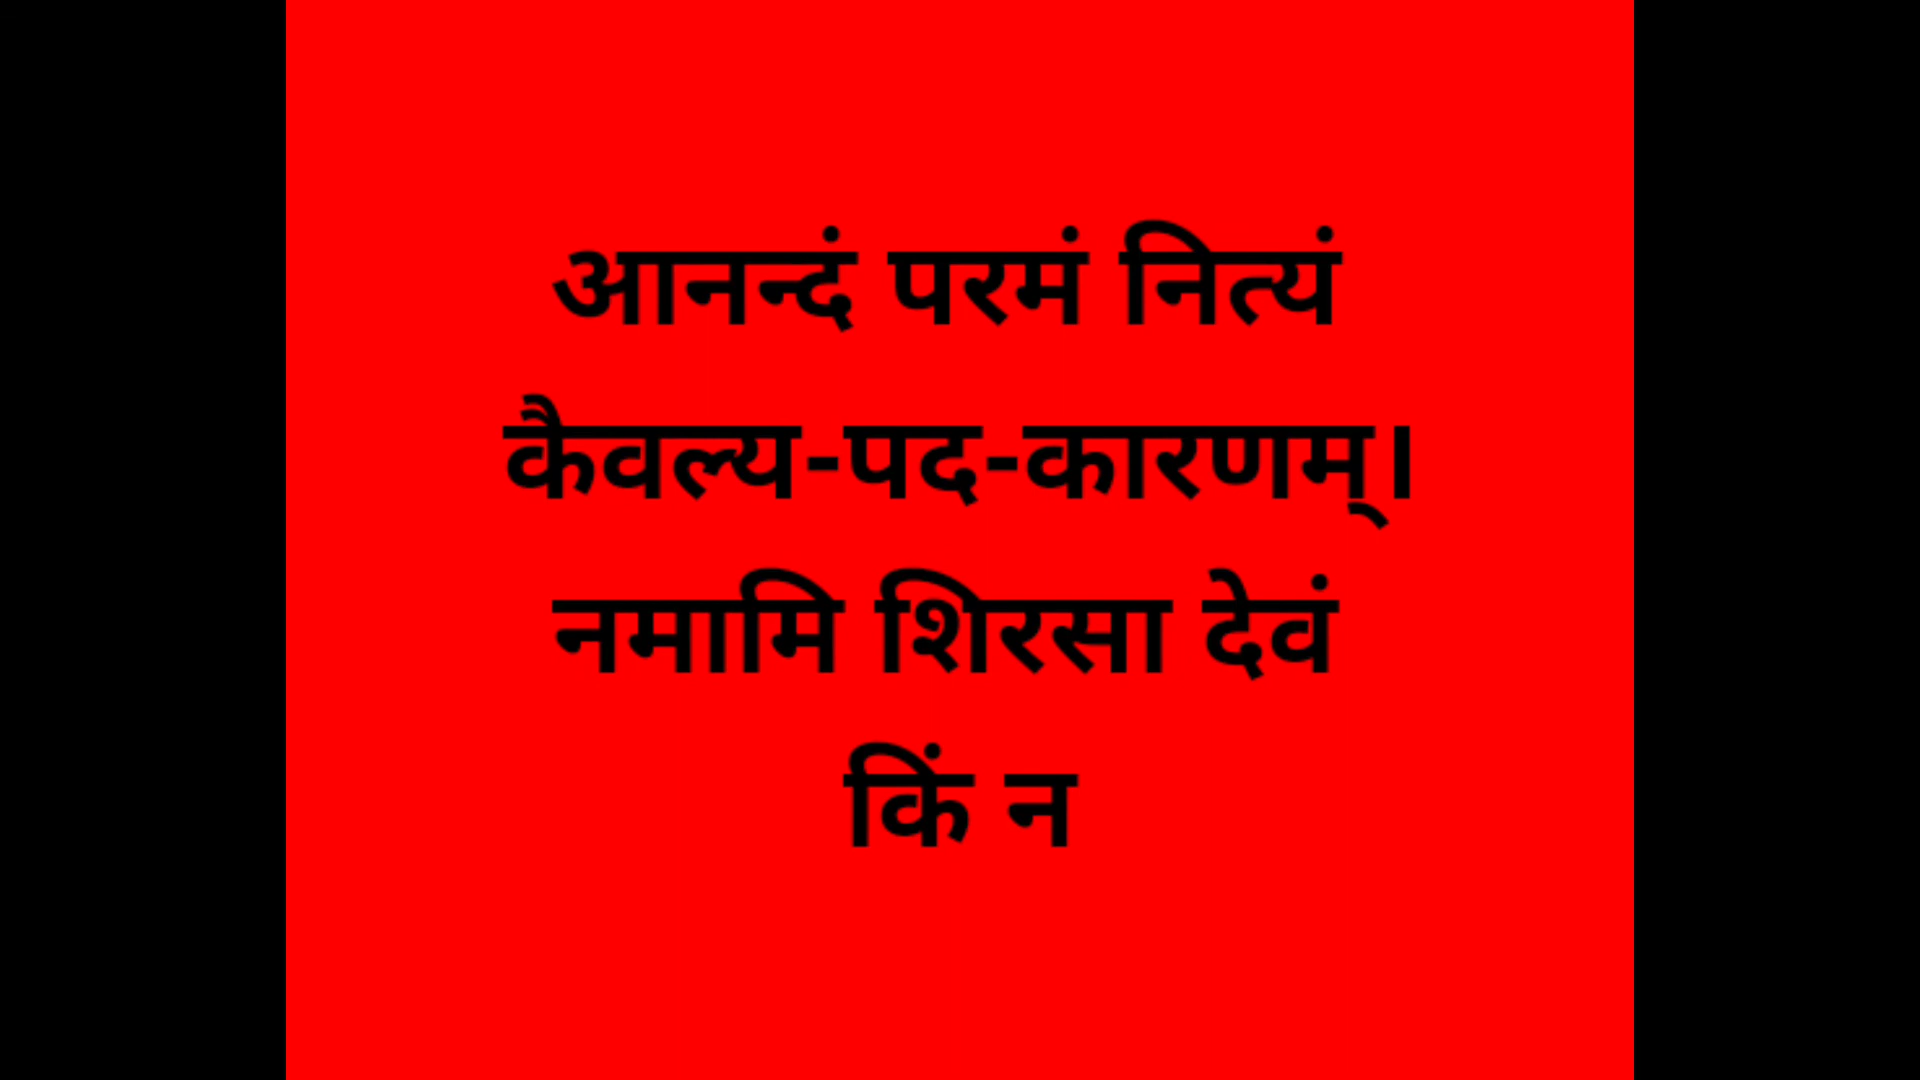 आनन्दं परमं नित्यं
कैवल्य-पद-कारणम्।
नमामि शिरसा देवं
किं न